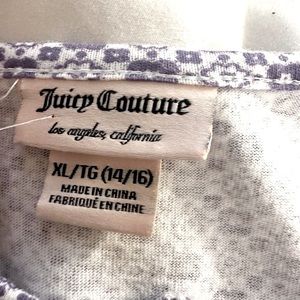 Juicy Couture
los angeles, california
XL/TG (14/16)
MADE IN CHINA
FABRIQUÉ EN CHINE